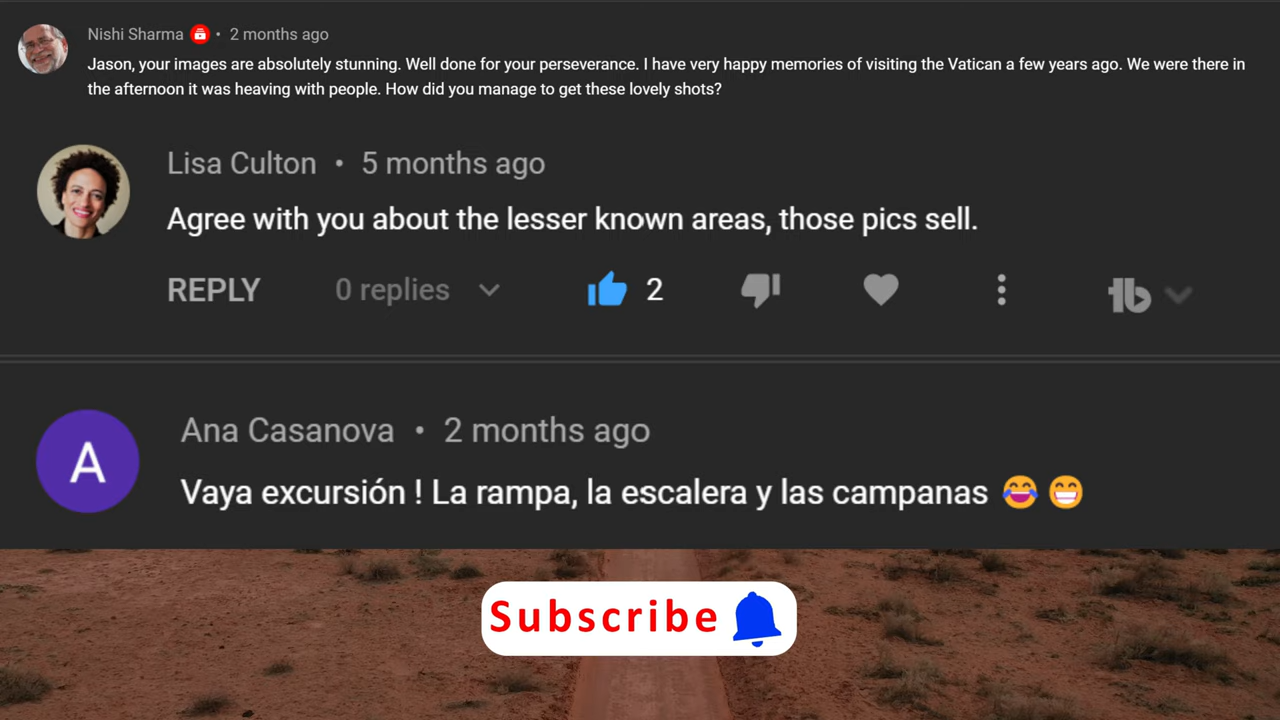 Nishi Sharma • 2 months ago
Jason, your images are absolutely stunning. Well done for your perseverance. I have very happy memories of visiting the Vatican a few years ago. We were there in
the afternoon it was heaving with people. How did you manage to get these lovely shots?
Lisa Culton • 5 months ago
Agree with you about the lesser known areas, those pics sell.
REPLY 0 replies 2 tb
A
Ana Casanova • 2 months ago
Vaya excursión ! La rampa, la escalera y las campanas 😂 😁
Subscribe